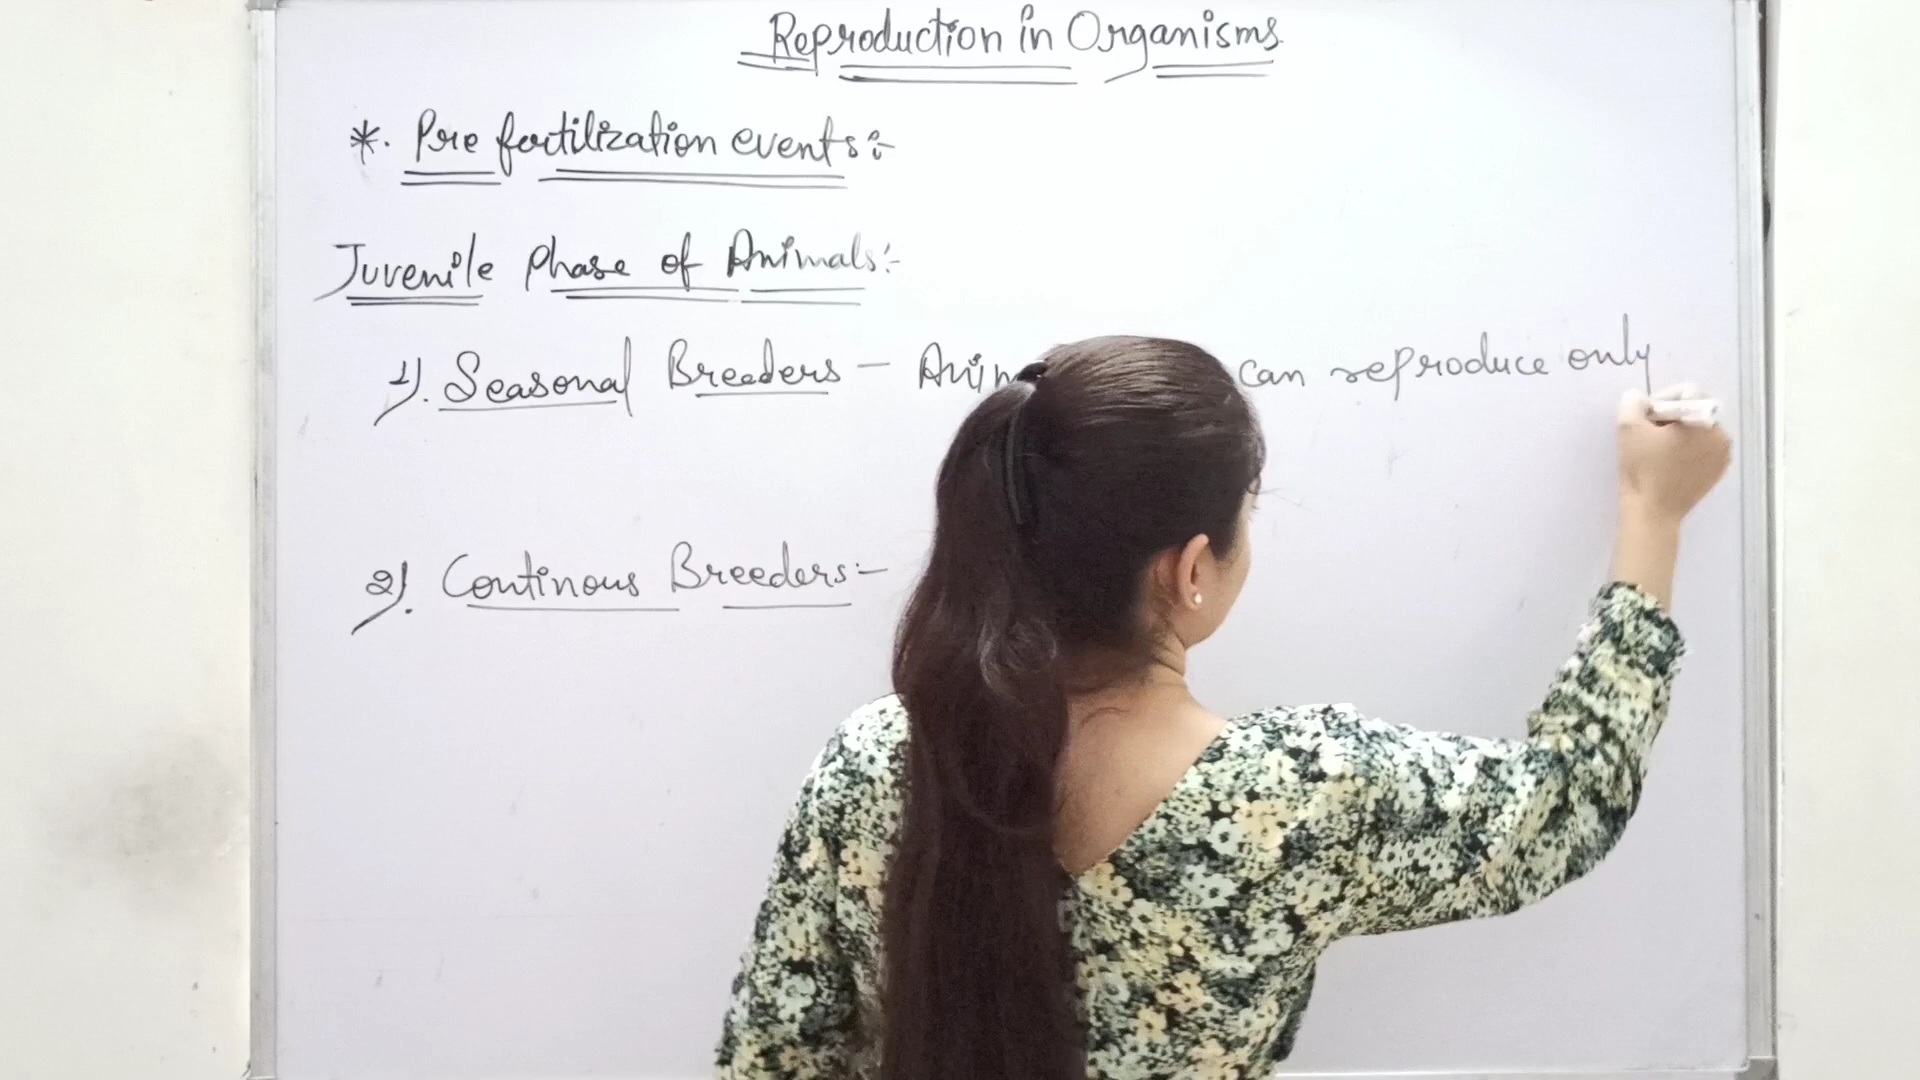 Reproduction in Organisms
*. Pre fertilization events:-
Juvenile Phase of Animals:-
1). Seasonal Breeders - can reproduce only
2). Continous Breeders:-